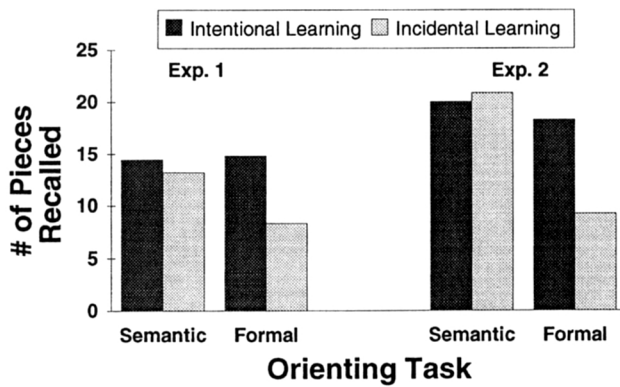 Intentional Learning Incidental Learning
Exp. 1 Exp. 2
25
20
15
10
5
0
# of Pieces
Recalled
Semantic Formal Semantic Formal
Orienting Task